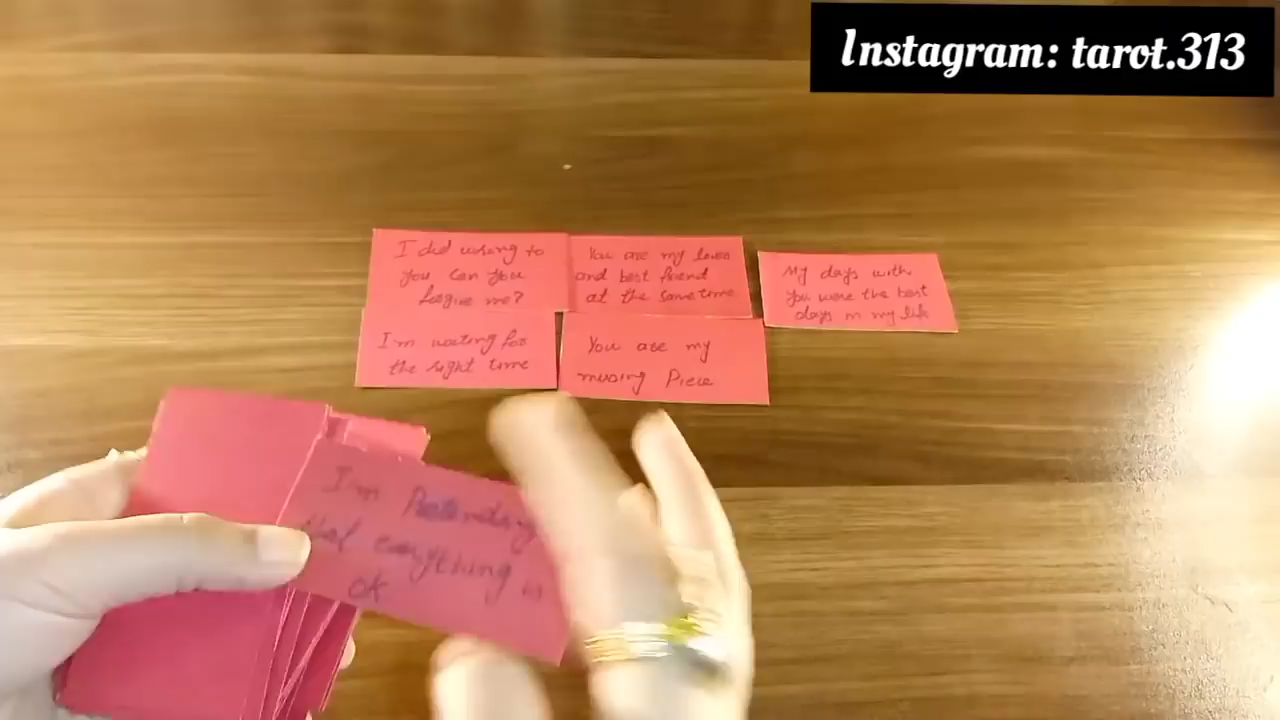 Instagram: tarot.313
I did wrong to
you can you
forgive me?
You are my lover
and best friend
at the same time
My days with
you were the best
days in my life
I'm waiting for
the right time
You are my
missing Piece
I'm Pretending
that everything is
OK